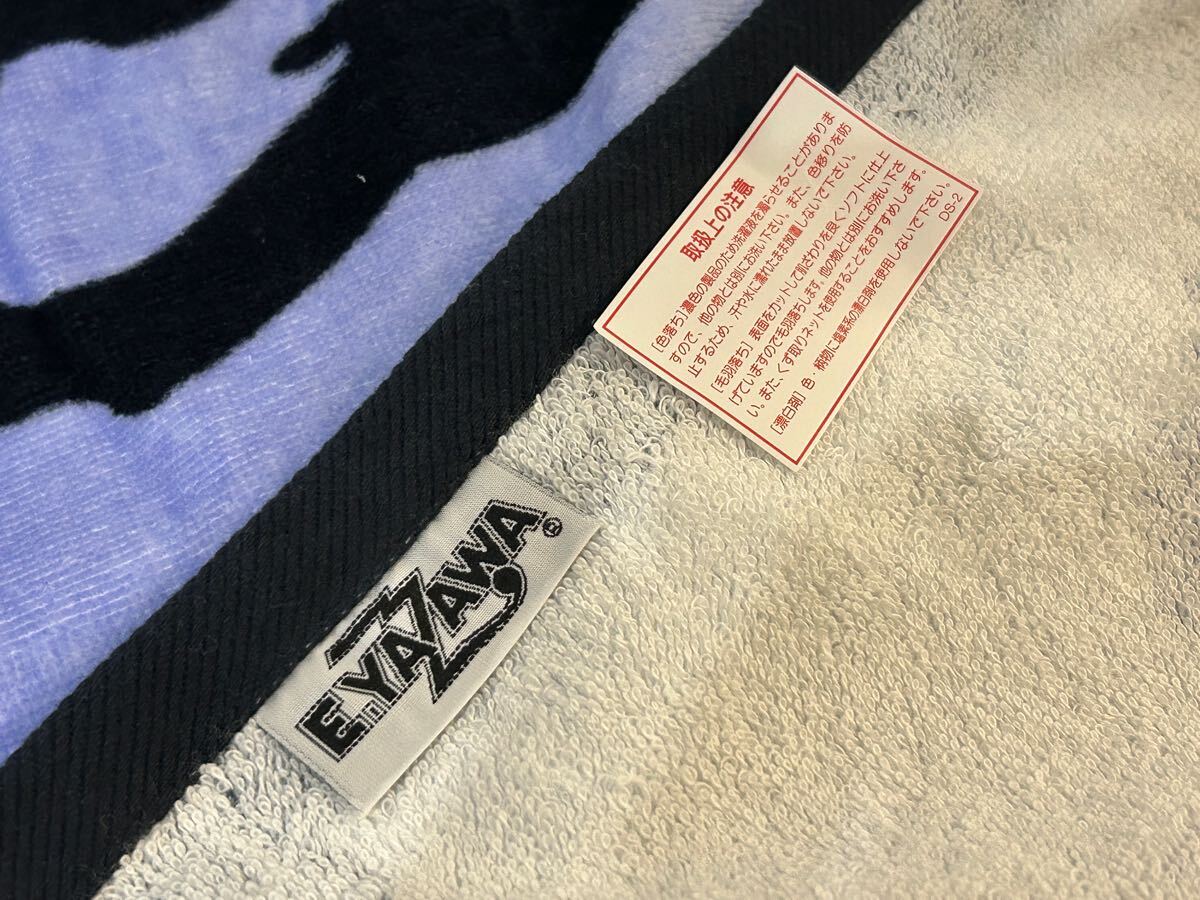 取扱上の注意
[色落ち]濃色の製品のため洗濯液を濁らせることがありま
すので、他の物とは別にお洗い下さい。また、色移りを防
止するため、汗や水に濡れたまま放置しないで下さい。
[毛羽落ち]表面をカットして肌ざわりを良くソフトに仕上
げていますので毛羽落ちします。他の物とは別にお洗い下さ
い。また、くず取りネットを使用することをおすすめします。
[漂白剤]色 柄物に塩素系の漂白剤を使用しないで下さい。
DS-2
E.YAZAWA®